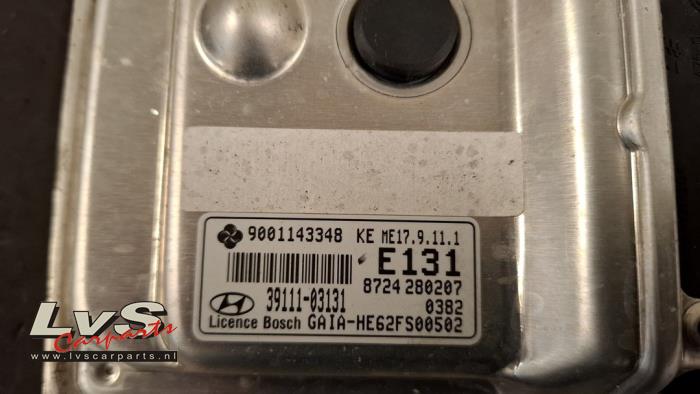 9001143348 KE ME17.9.11.1
E131
39111-03131 8724 280207
0382
Licence Bosch GAIA-HE62FS00502
LvS
Carparts
www.lvscarparts.nl